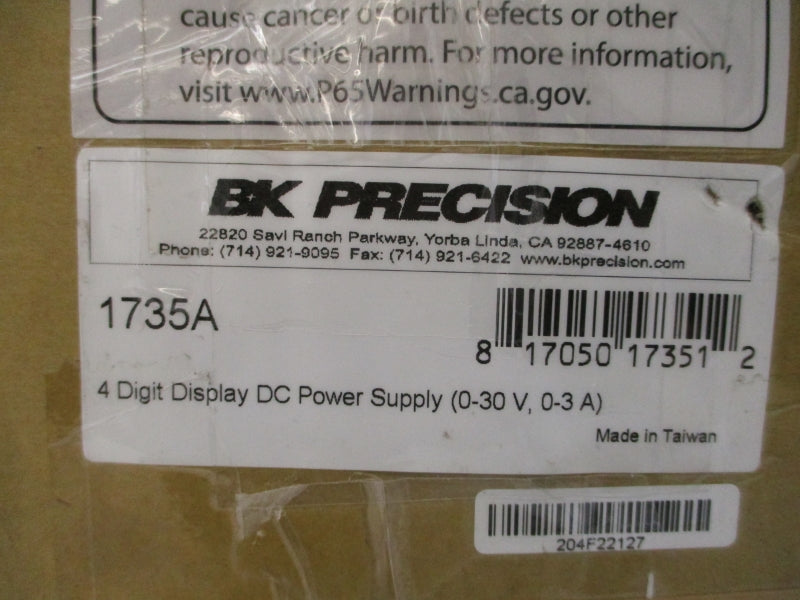 cause cancer or birth defects or other
reproductive harm. For more information,
visit www.P65Warnings.ca.gov.
BK PRECISION
22820 Savi Ranch Parkway, Yorba Linda, CA 92887-4610
Phone: (714) 921-9095 Fax: (714) 921-6422 www.bkprecision.com
1735A
8 17050 17351 2
4 Digit Display DC Power Supply (0-30 V, 0-3 A)
Made in Taiwan
204F22127